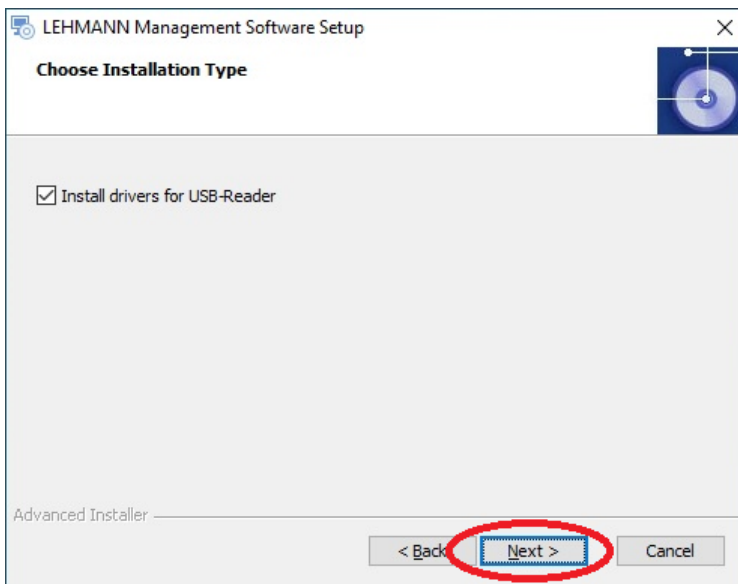 LEHMANN Management Software Setup
Choose Installation Type
Install drivers for USB-Reader
Advanced Installer
< Back Next > Cancel